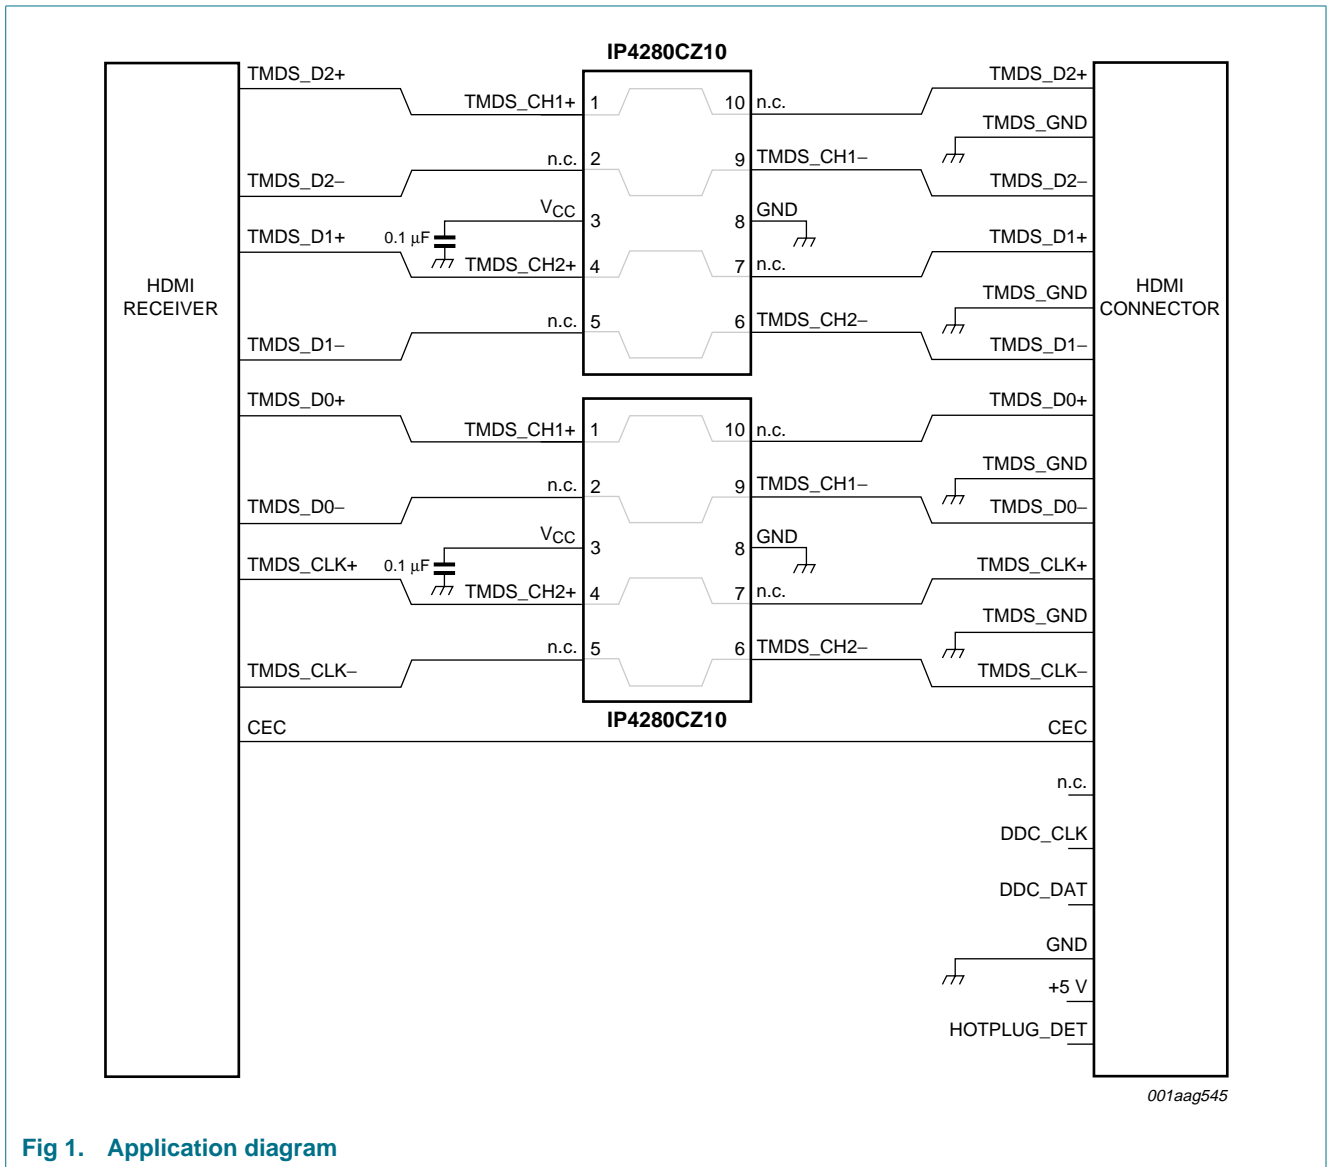 IP4280CZ10
TMDS_D2+
TMDS_CH1+ 1
10 n.c.
TMDS_D2+
TMDS_GND
n.c. 2
9 TMDS_CH1−
TMDS_D2−
TMDS_D2−
VCC 3
8 GND
TMDS_D1+
0.1 μF
TMDS_CH2+ 4
7 n.c.
TMDS_D1+
HDMI
RECEIVER
TMDS_GND
HDMI
CONNECTOR
n.c. 5
6 TMDS_CH2−
TMDS_D1−
TMDS_D1−
TMDS_D0+
TMDS_CH1+ 1
10 n.c.
TMDS_D0+
TMDS_GND
n.c. 2
9 TMDS_CH1−
TMDS_D0−
TMDS_D0−
VCC 3
8 GND
TMDS_CLK+
0.1 μF
TMDS_CH2+ 4
7 n.c.
TMDS_CLK+
TMDS_GND
n.c. 5
6 TMDS_CH2−
TMDS_CLK−
TMDS_CLK−
IP4280CZ10
CEC
CEC
n.c.
DDC_CLK
DDC_DAT
GND
+5 V
HOTPLUG_DET
001aag545
Fig 1. Application diagram